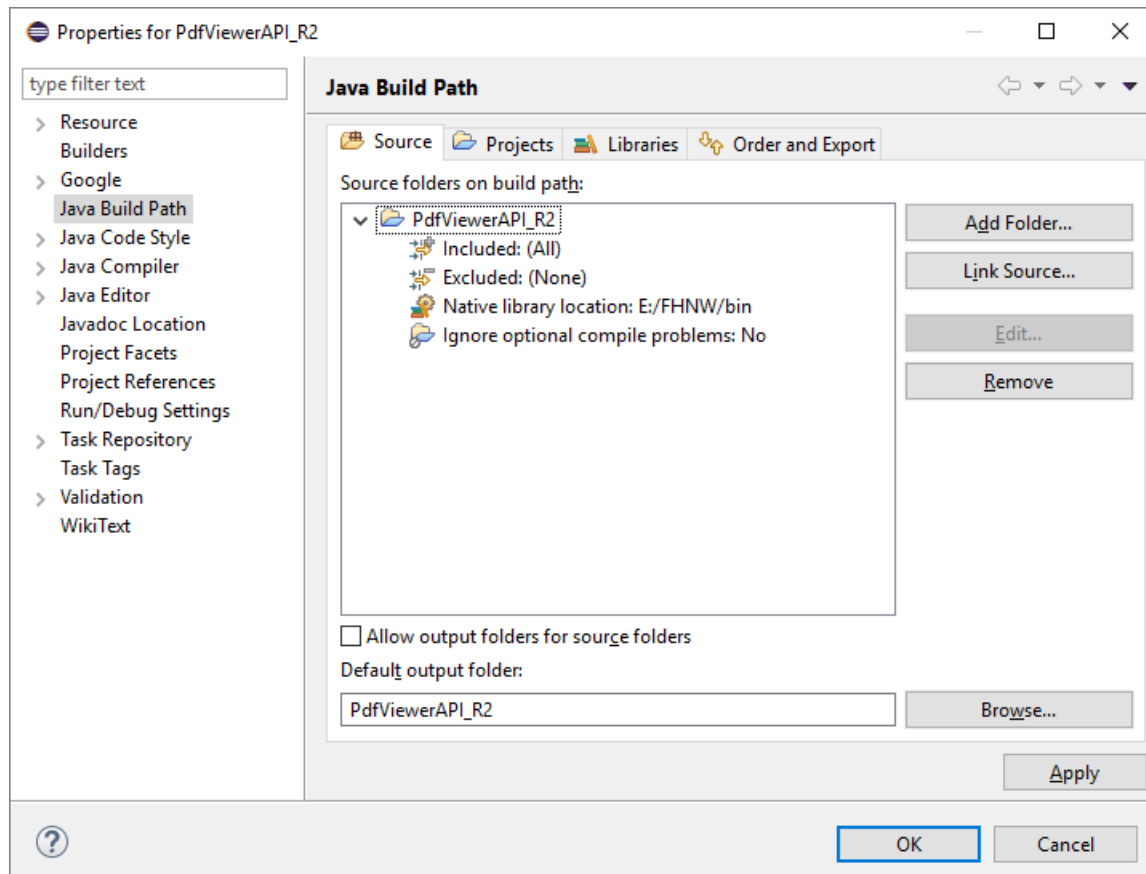 Properties for PdfViewerAPI_R2
type filter text
Resource
Builders
Google
Java Build Path
Java Code Style
Java Compiler
Java Editor
Javadoc Location
Project Facets
Project References
Run/Debug Settings
Task Repository
Task Tags
Validation
WikiText
Java Build Path
Source Projects Libraries Order and Export
Source folders on build path:
PdfViewerAPI_R2
Included: (All)
Excluded: (None)
Native library location: E:/FHNW/bin
Ignore optional compile problems: No
Add Folder...
Link Source...
Edit...
Remove
Allow output folders for source folders
Default output folder:
PdfViewerAPI_R2
Browse...
Apply
?
OK Cancel